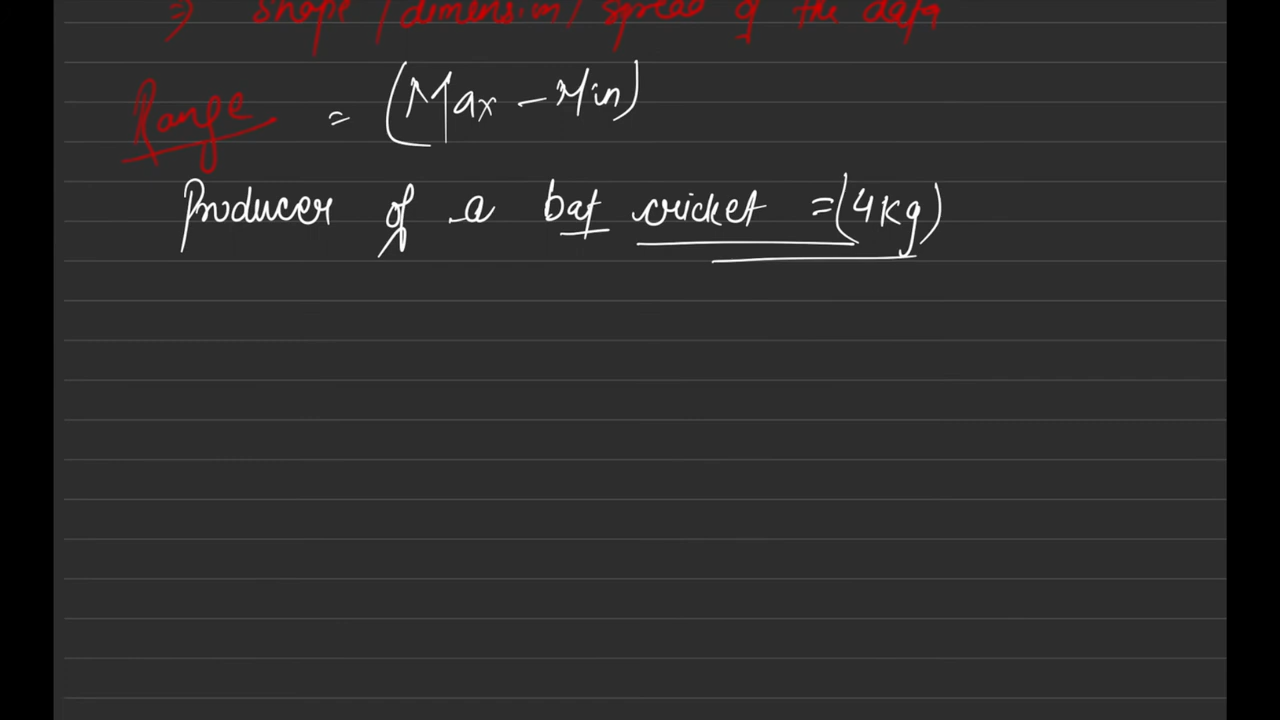 ⇒ shape / dimension / spread of the data
Range = (Max - Min)
Producer of a bat cricket = (4Kg)